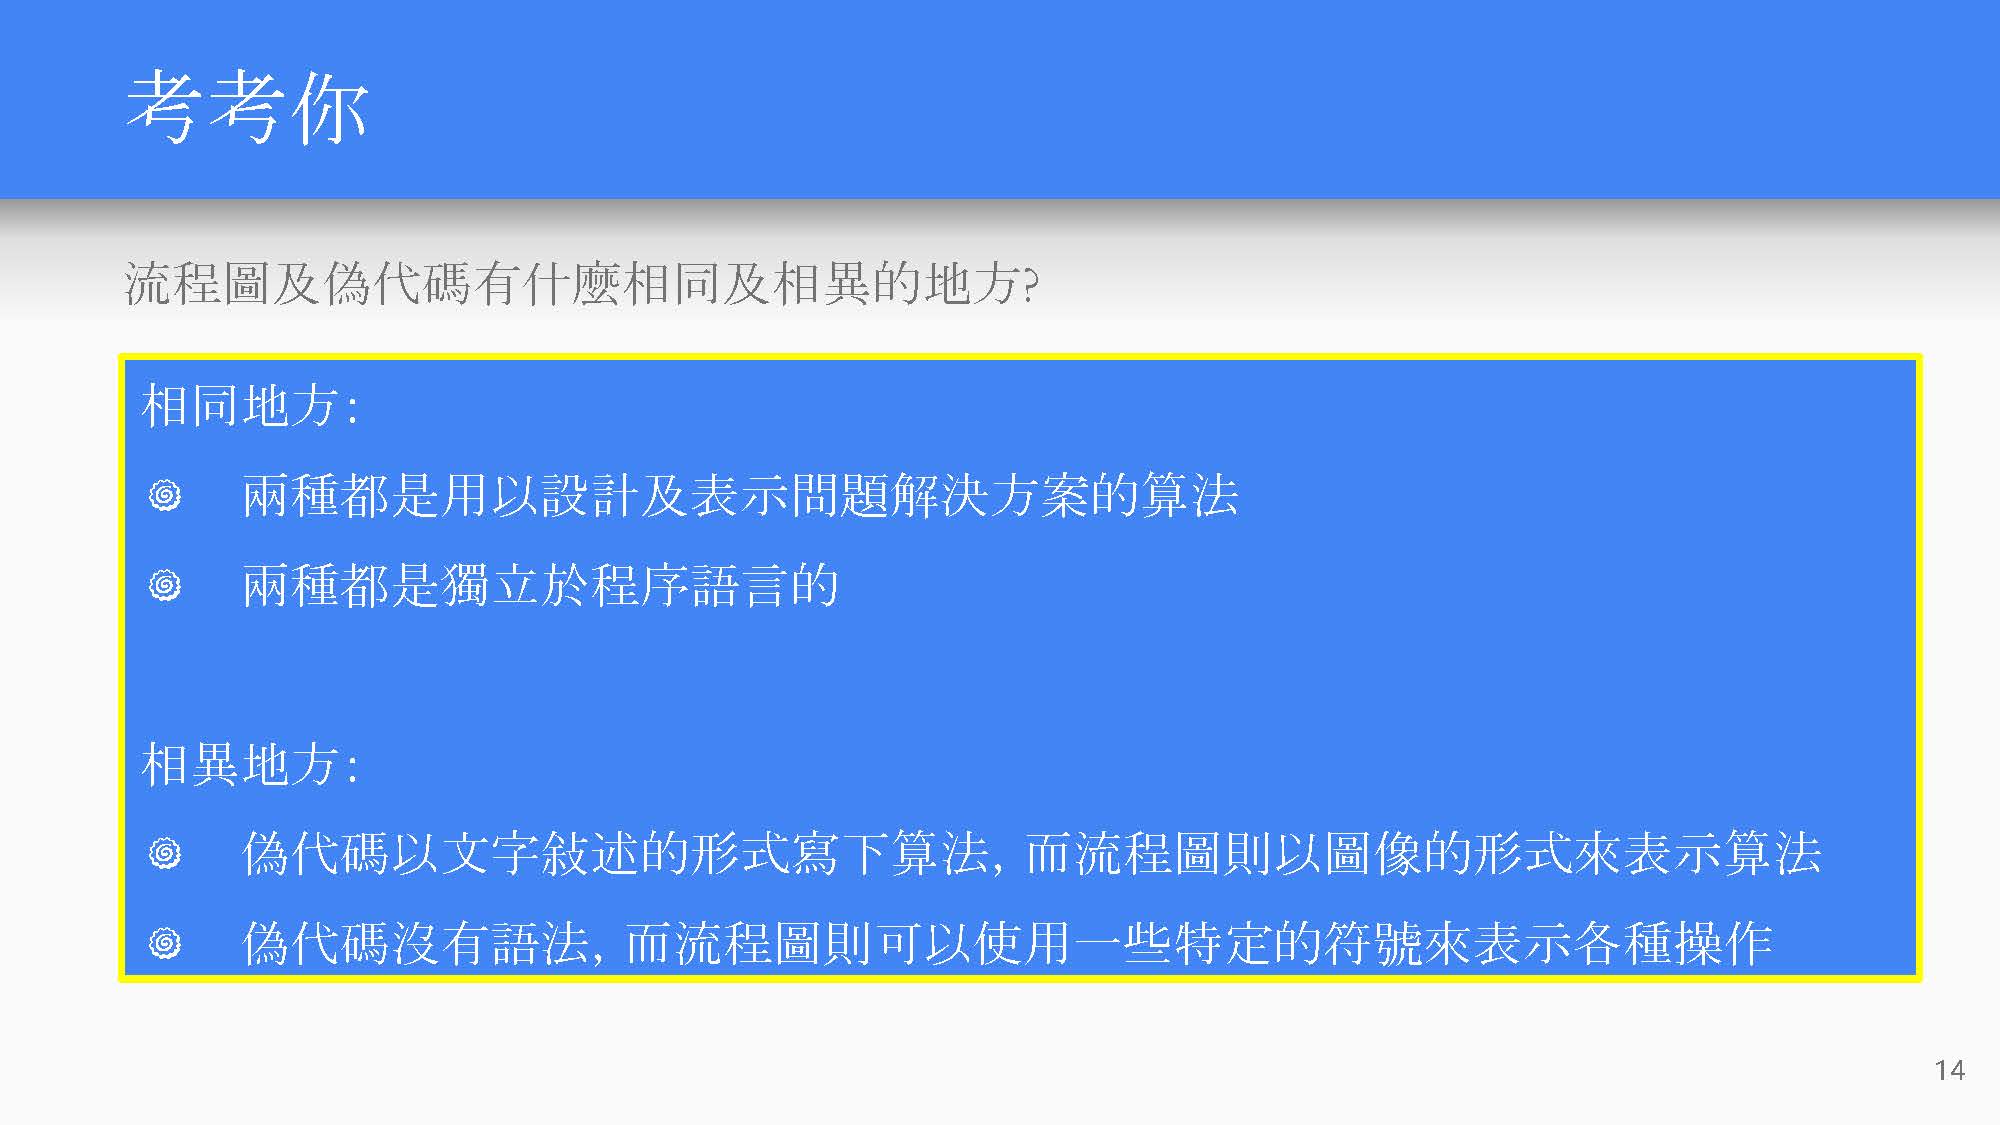 考考你
流程圖及偽代碼有什麼相同及相異的地方?
相同地方:
兩種都是用以設計及表示問題解決方案的算法
兩種都是獨立於程序語言的
相異地方:
偽代碼以文字敍述的形式寫下算法, 而流程圖則以圖像的形式來表示算法
偽代碼沒有語法, 而流程圖則可以使用一些特定的符號來表示各種操作
14